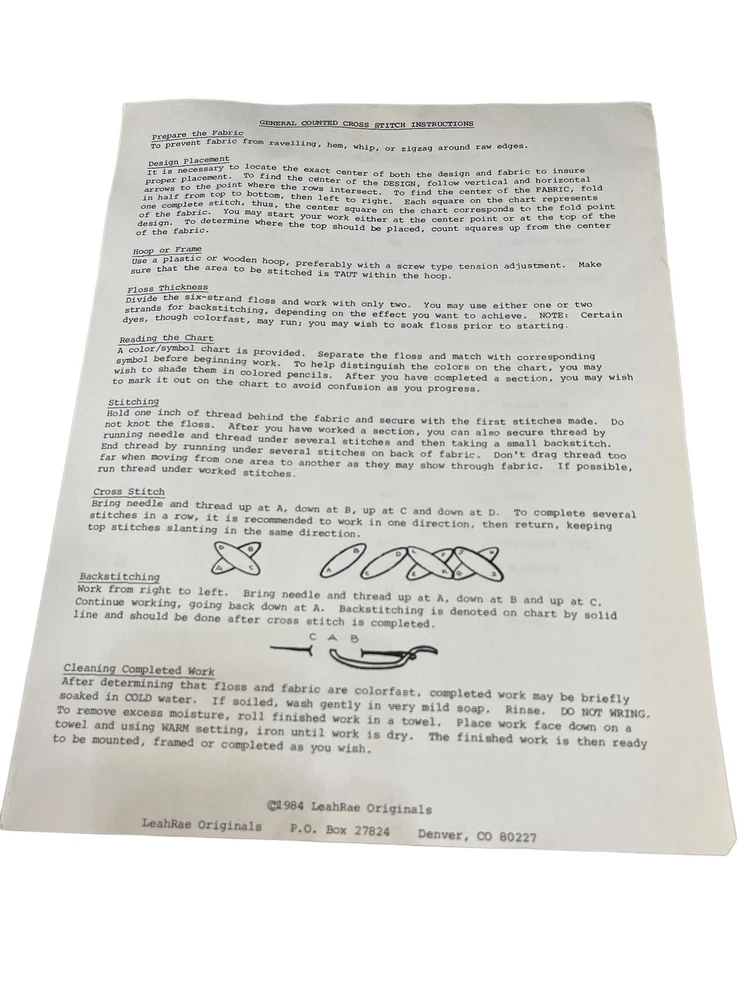 GENERAL COUNTED CROSS STITCH INSTRUCTIONS
Prepare the Fabric
To prevent fabric from ravelling, hem, whip, or zigzag around raw edges.
Design Placement
It is necessary to locate the exact center of both the design and fabric to insure
proper placement. To find the center of the DESIGN, follow vertical and horizontal
arrows to the point where the rows intersect. To find the center of the FABRIC, fold
in half from top to bottom, then left to right. Each square on the chart represents
one complete stitch, thus, the center square on the chart corresponds to the fold point
of the fabric. You may start your work either at the center point or at the top of the
design. To determine where the top should be placed, count squares up from the center
of the fabric.
Hoop or Frame
Use a plastic or wooden hoop, preferably with a screw type tension adjustment. Make
sure that the area to be stitched is TAUT within the hoop.
Floss Thickness
Divide the six-strand floss and work with only two. You may use either one or two
strands for backstitching, depending on the effect you want to achieve. NOTE: Certain
dyes, though colorfast, may run; you may wish to soak floss prior to starting.
Reading the Chart
A color/symbol chart is provided. Separate the floss and match with corresponding
symbol before beginning work. To help distinguish the colors on the chart, you may
wish to shade them in colored pencils. After you have completed a section, you may wish
to mark it out on the chart to avoid confusion as you progress.
Stitching
Hold one inch of thread behind the fabric and secure with the first stitches made. Do
not knot the floss. After you have worked a section, you can also secure thread by
running needle and thread under several stitches and then taking a small backstitch.
End thread by running under several stitches on back of fabric. Don't drag thread too
far when moving from one area to another as they may show through fabric. If possible,
run thread under worked stitches.
Cross Stitch
Bring needle and thread up at A, down at B, up at C and down at D. To complete several
stitches in a row, it is recommended to work in one direction, then return, keeping
top stitches slanting in the same direction.
D B B D L F J H
A C A C E K G I
Backstitching
Work from right to left. Bring needle and thread up at A, down at B and up at C.
Continue working, going back down at A. Backstitching is denoted on chart by solid
line and should be done after cross stitch is completed.
C A B
Cleaning Completed Work
After determining that floss and fabric are colorfast, completed work may be briefly
soaked in COLD water. If soiled, wash gently in very mild soap. Rinse. DO NOT WRING.
To remove excess moisture, roll finished work in a towel. Place work face down on a
towel and using WARM setting, iron until work is dry. The finished work is then ready
to be mounted, framed or completed as you wish.
©1984 LeahRae Originals
LeahRae Originals P.O. Box 27824 Denver, CO 80227